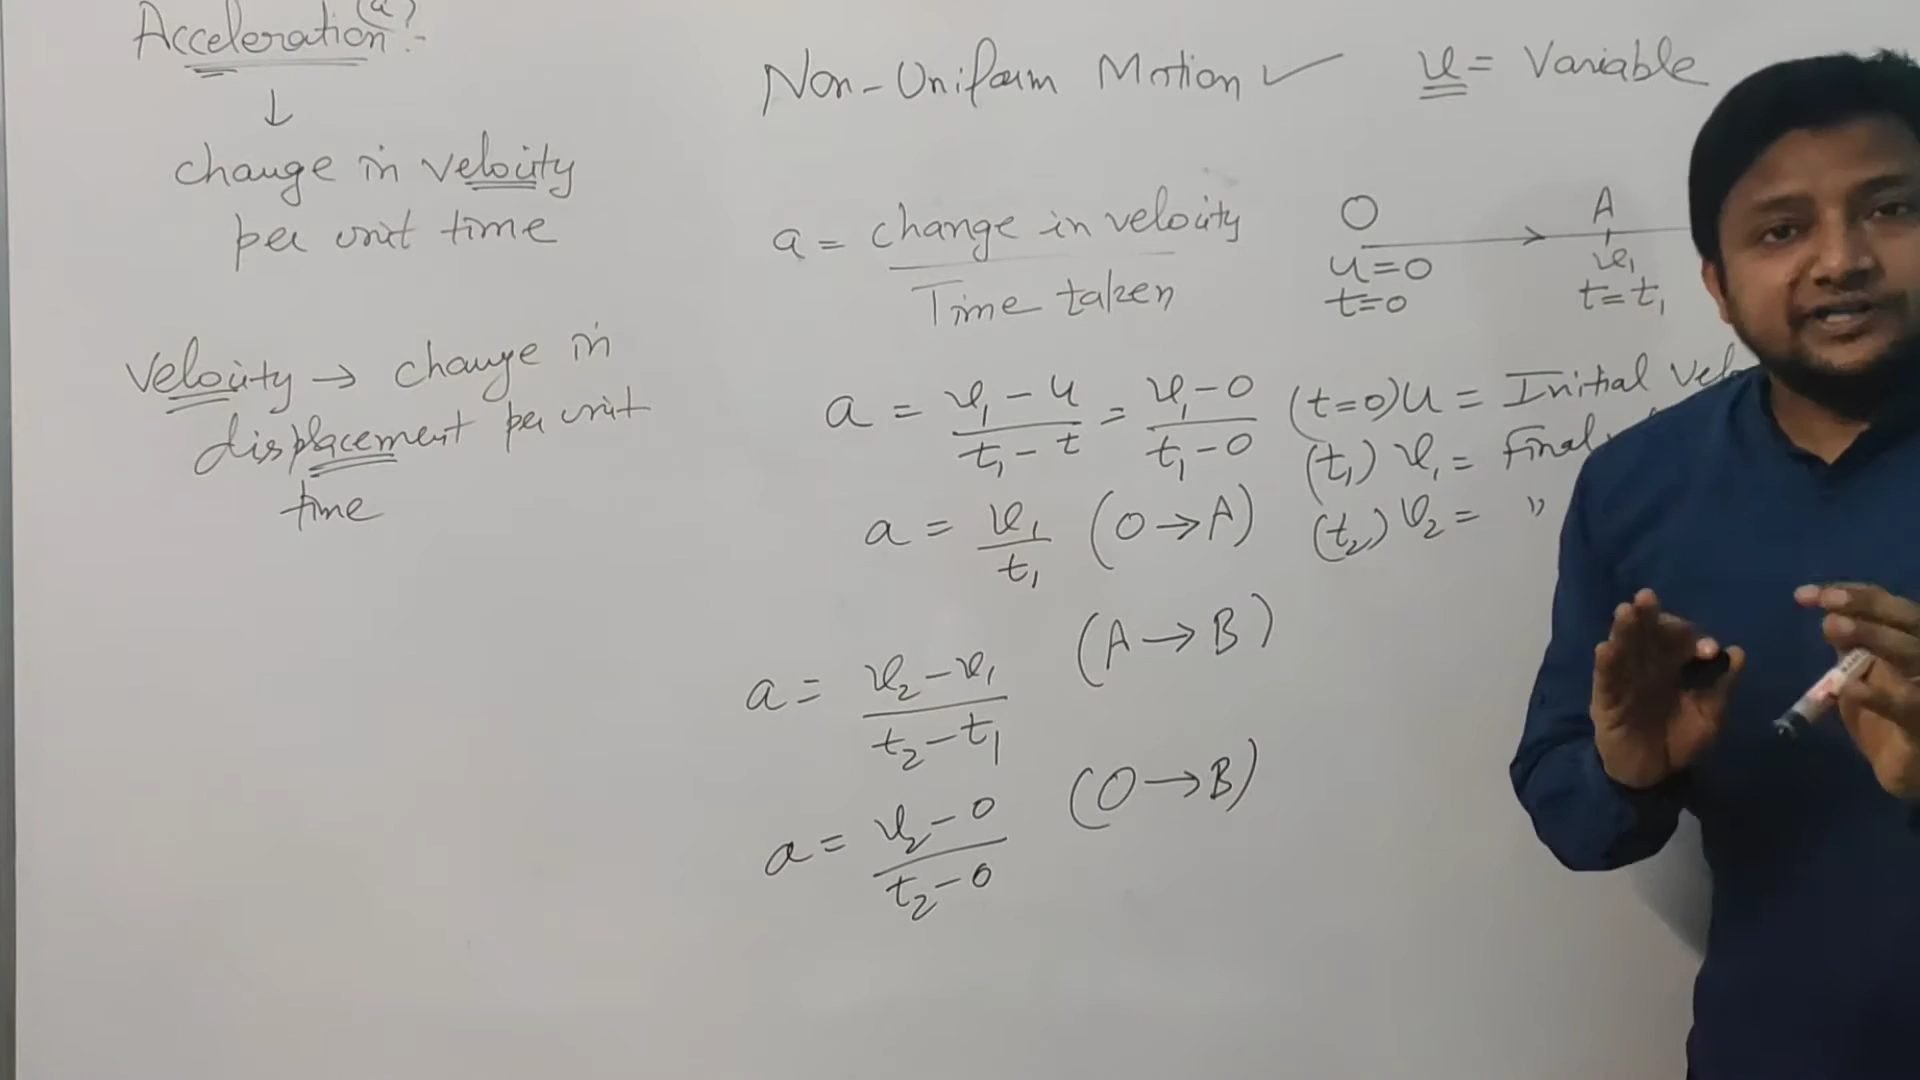 Acceleration (a) :-
↓
change in velocity
per unit time
Velocity → change in
displacement per unit
time
Non-Uniform Motion ✓ v = Variable
a = change in velocity / Time taken
O A
u=0 v₁
t=0 t=t₁
a = v₁ - u / t₁ - t = v₁ - 0 / t₁ - 0
(t=0) u = Initial
(t₁) v₁ = Final
(t₂) v₂ = "
a = v₁ / t₁ (O→A)
a = v₂ - v₁ / t₂ - t₁ (A→B)
a = v₂ - 0 / t₂ - 0 (O→B)